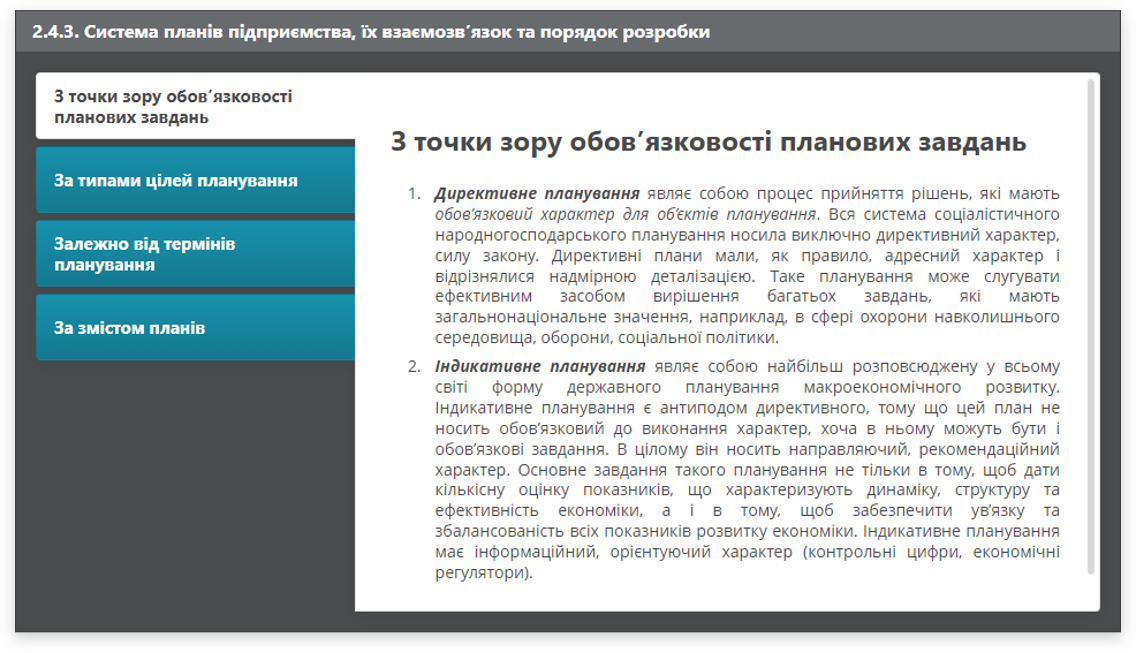 2.4.3. Система планів підприємства, їх взаємозв’язок та порядок розробки
З точки зору обов’язковості
планових завдань
За типами цілей планування
Залежно від термінів
планування
За змістом планів
З точки зору обов’язковості планових завдань
1. Директивне планування являє собою процес прийняття рішень, які мають
обов’язковий характер для об’єктів планування. Вся система соціалістичного
народногосподарського планування носила виключно директивний характер,
силу закону. Директивні плани мали, як правило, адресний характер і
відрізнялися надмірною деталізацією. Таке планування може слугувати
ефективним засобом вирішення багатьох завдань, які мають
загальнонаціональне значення, наприклад, в сфері охорони навколишнього
середовища, оборони, соціальної політики.
2. Індикативне планування являє собою найбільш розповсюджену у всьому
світі форму державного планування макроекономічного розвитку.
Індикативне планування є антиподом директивного, тому що цей план не
носить обов’язковий до виконання характер, хоча в ньому можуть бути і
обов’язкові завдання. В цілому він носить направляючий, рекомендаційний
характер. Основне завдання такого планування не тільки в тому, щоб дати
кількісну оцінку показників, що характеризують динаміку, структуру та
ефективність економіки, а і в тому, щоб забезпечити ув’язку та
збалансованість всіх показників розвитку економіки. Індикативне планування
має інформаційний, орієнтуючий характер (контрольні цифри, економічні
регулятори).